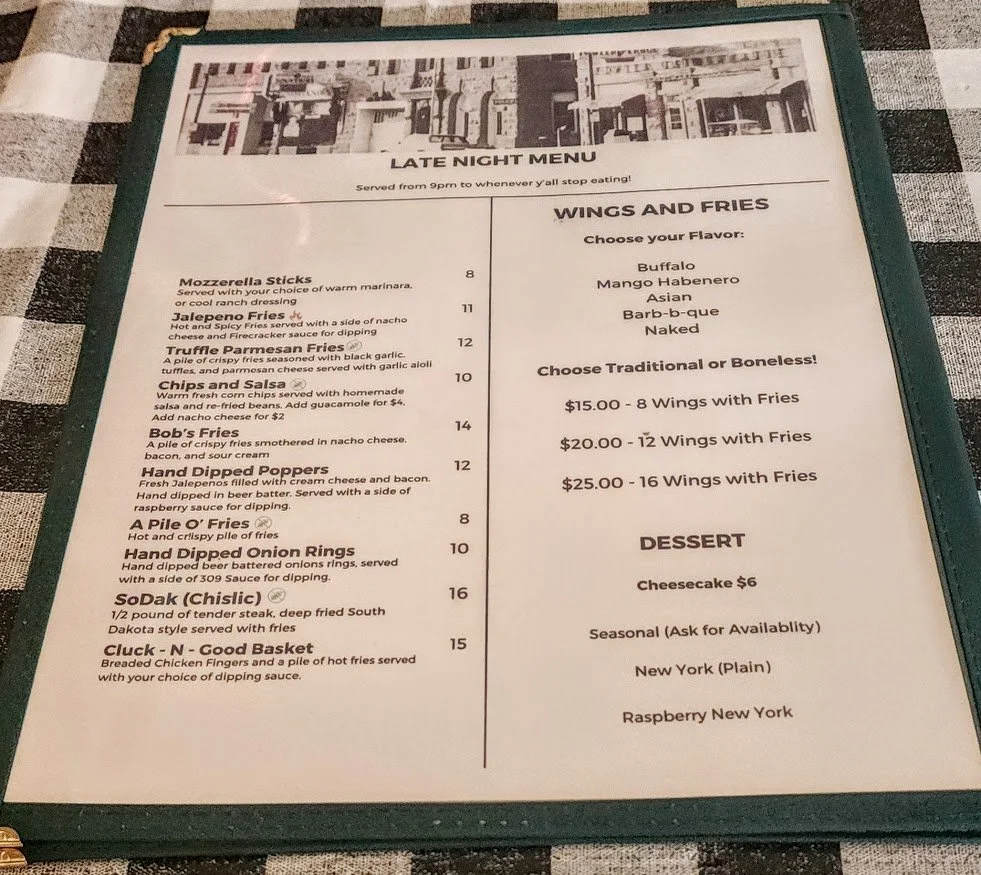 LATE NIGHT MENU
Served from 9pm to whenever y'all stop eating!
Mozzerella Sticks 8
Served with your choice of warm marinara,
or cool ranch dressing
Jalepeno Fries 11
Hot and Spicy Fries served with a side of nacho
cheese and Firecracker sauce for dipping
Truffle Parmesan Fries 12
A pile of crispy fries seasoned with black garlic,
tuffles, and parmesan cheese served with garlic aioli
Chips and Salsa 10
Warm fresh corn chips served with homemade
salsa and re-fried beans. Add guacamole for $4,
Add nacho cheese for $2
Bob's Fries 14
A pile of crispy fries smothered in nacho cheese,
bacon, and sour cream
Hand Dipped Poppers 12
Fresh Jalepenos filled with cream cheese and bacon.
Hand dipped in beer batter. Served with a side of
raspberry sauce for dipping.
A Pile O' Fries 8
Hot and cr!ispy pile of fries
Hand Dipped Onion Rings 10
Hand dipped beer battered onions rings, served
with a side of 309 Sauce for dipping.
SoDak (Chislic) 16
1/2 pound of tender steak, deep fried South
Dakota style served with fries
Cluck - N - Good Basket 15
Breaded Chicken Fingers and a pile of hot fries served
with your choice of dipping sauce.
WINGS AND FRIES
Choose your Flavor:
Buffalo
Mango Habenero
Asian
Barb-b-que
Naked
Choose Traditional or Boneless!
$15.00 - 8 Wings with Fries
$20.00 - 12 Wings with Fries
$25.00 - 16 Wings with Fries
DESSERT
Cheesecake $6
Seasonal (Ask for Availablity)
New York (Plain)
Raspberry New York